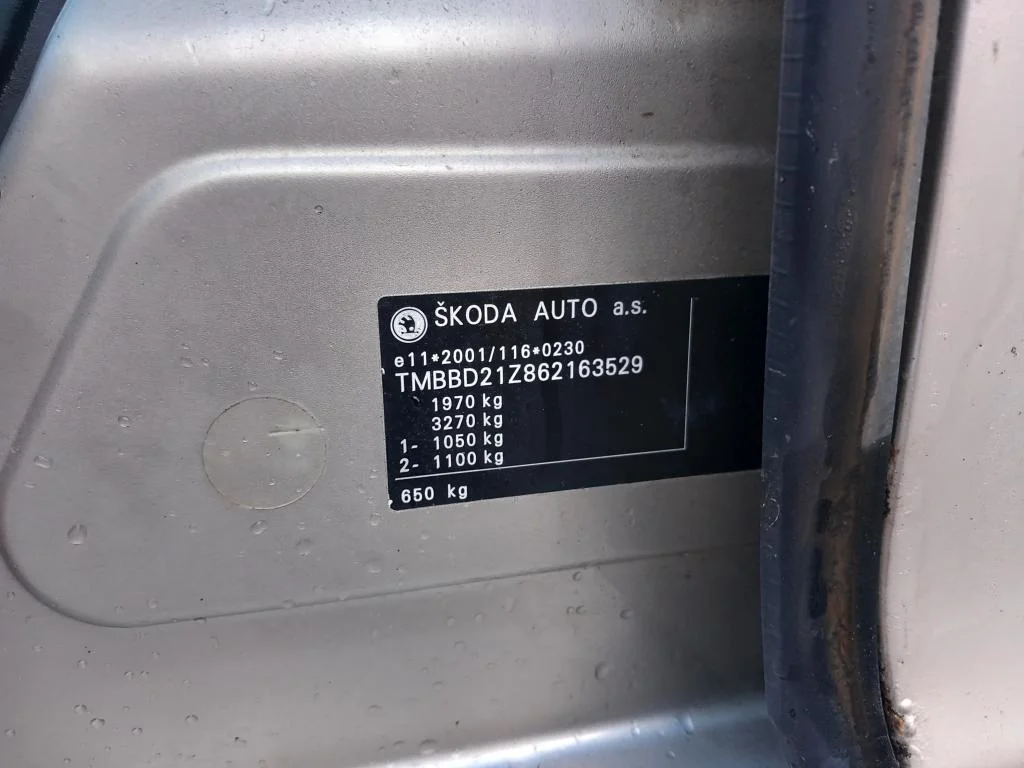 ŠKODA AUTO a.s.
e11*2001/116*0230
TMBBD21Z862163529
1970 kg
3270 kg
1- 1050 kg
2- 1100 kg
650 kg